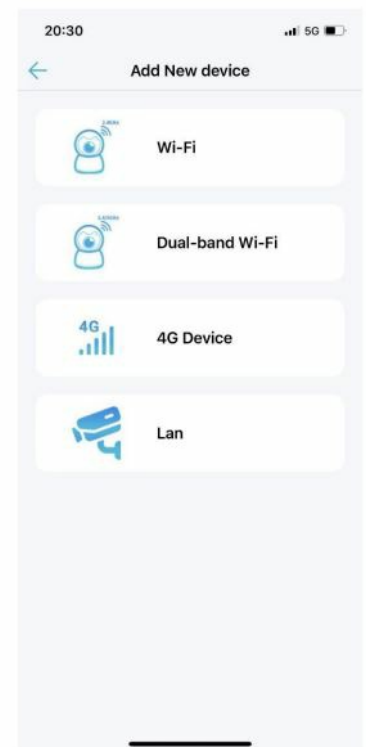 20:30
5G
Add New device
Wi-Fi
Dual-band Wi-Fi
4G
4G Device
Lan